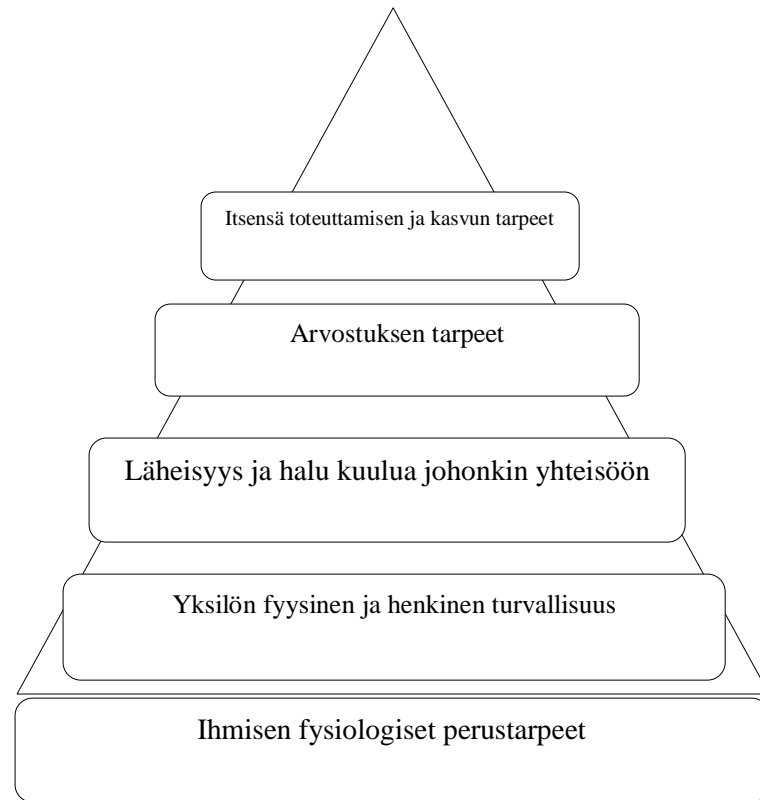 Itsensä toteuttamisen ja kasvun tarpeet
Arvostuksen tarpeet
Läheisyys ja halu kuulua johonkin yhteisöön
Yksilön fyysinen ja henkinen turvallisuus
Ihmisen fysiologiset perustarpeet